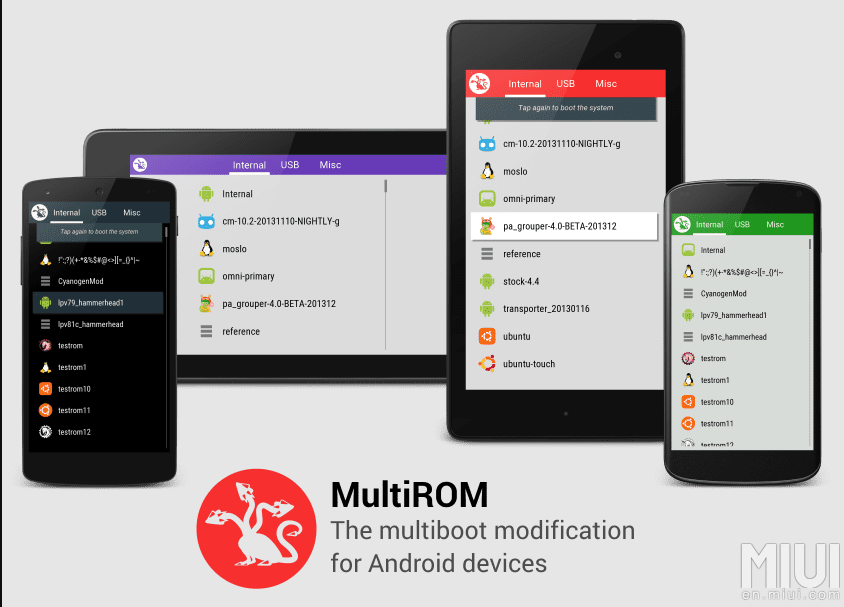 Internal USB Misc
Tap again to boot the system
!":;?)(+-*&%$#@<>][=_()^|~
CyanogenMod
lpv79_hammerhead1
lpv81c_hammerhead
testrom
testrom1
testrom10
testrom11
testrom12
Internal USB Misc
Internal
cm-10.2-20131110-NIGHTLY-g
moslo
omni-primary
pa_grouper-4.0-BETA-201312
reference
Internal USB Misc
Tap again to boot the system
cm-10.2-20131110-NIGHTLY-g
moslo
omni-primary
pa_grouper-4.0-BETA-201312
reference
stock-4.4
transporter_20130116
ubuntu
ubuntu-touch
Internal USB Misc
Internal
!":;?)(+-*&%$#@<>][=_()^|~
CyanogenMod
lpv79_hammerhead1
lpv81c_hammerhead
testrom
testrom1
testrom10
testrom11
testrom12
MultiROM
The multiboot modification
for Android devices
MIUI
en.miui.com